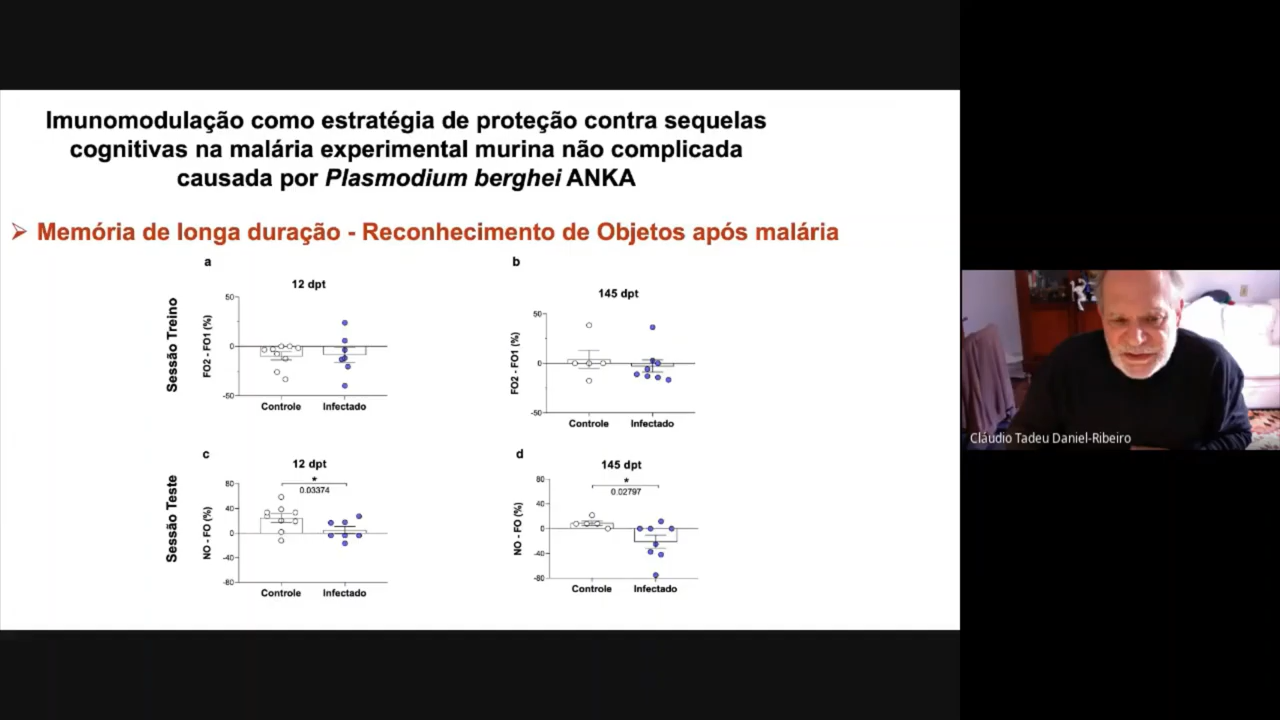 Imunomodulação como estratégia de proteção contra sequelas
cognitivas na malária experimental murina não complicada
causada por Plasmodium berghei ANKA
➢ Memória de longa duração - Reconhecimento de Objetos após malária
a
12 dpt
Sessão Treino
FO2 - FO1 (%)
50
0
-50
Controle
Infectado
b
145 dpt
FO2 - FO1 (%)
50
0
-50
Controle
Infectado
c
12 dpt
*
0.03374
Sessão Teste
NO - FO (%)
80
40
0
-40
-80
Controle
Infectado
d
145 dpt
*
0.02797
NO - FO (%)
80
40
0
-40
-80
Controle
Infectado
Cláudio Tadeu Daniel-Ribeiro